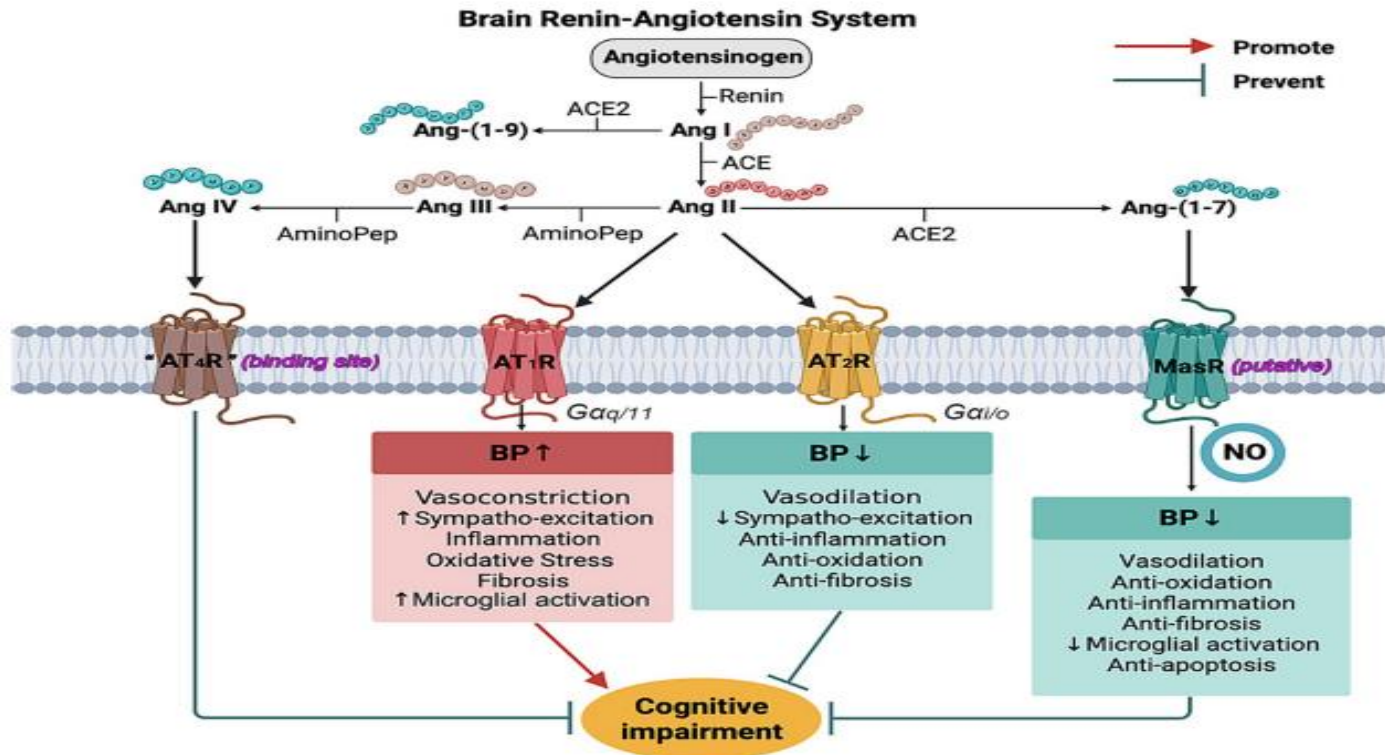 Brain Renin-Angiotensin System
Angiotensinogen
Promote
Prevent
Renin
ACE2
Ang-(1-9)
Ang I
ACE
Ang IV
Ang III
Ang II
Ang-(1-7)
AminoPep
AminoPep
ACE2
"AT₄R" (binding site)
AT₁R
AT₂R
MasR (putative)
Gαq/11
Gαi/o
NO
BP ↑
Vasoconstriction
↑ Sympatho-excitation
Inflammation
Oxidative Stress
Fibrosis
↑ Microglial activation
BP ↓
Vasodilation
↓ Sympatho-excitation
Anti-inflammation
Anti-oxidation
Anti-fibrosis
BP ↓
Vasodilation
Anti-oxidation
Anti-inflammation
Anti-fibrosis
↓ Microglial activation
Anti-apoptosis
Cognitive
impairment